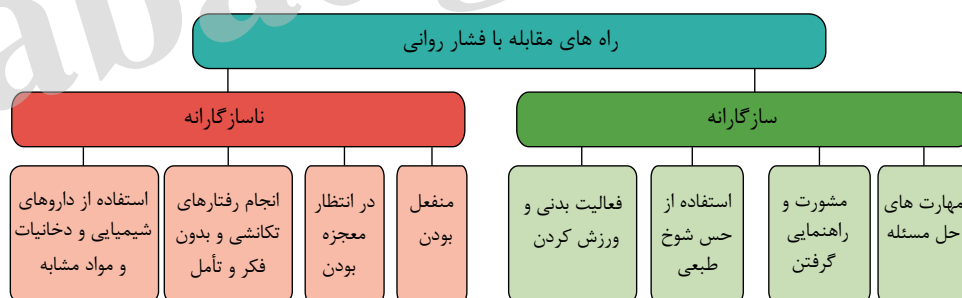 راه های مقابله با فشار روانی
سازگارانه
ناسازگارانه
مهارت های
حل مسئله
مشورت و
راهنمایی
گرفتن
استفاده از
حس شوخ
طبعی
فعالیت بدنی و
ورزش کردن
منفعل
بودن
در انتظار
معجزه
بودن
انجام رفتارهای
تکانشی و بدون
فکر و تأمل
استفاده از داروهای
شیمیایی و دخانیات
و مواد مشابه